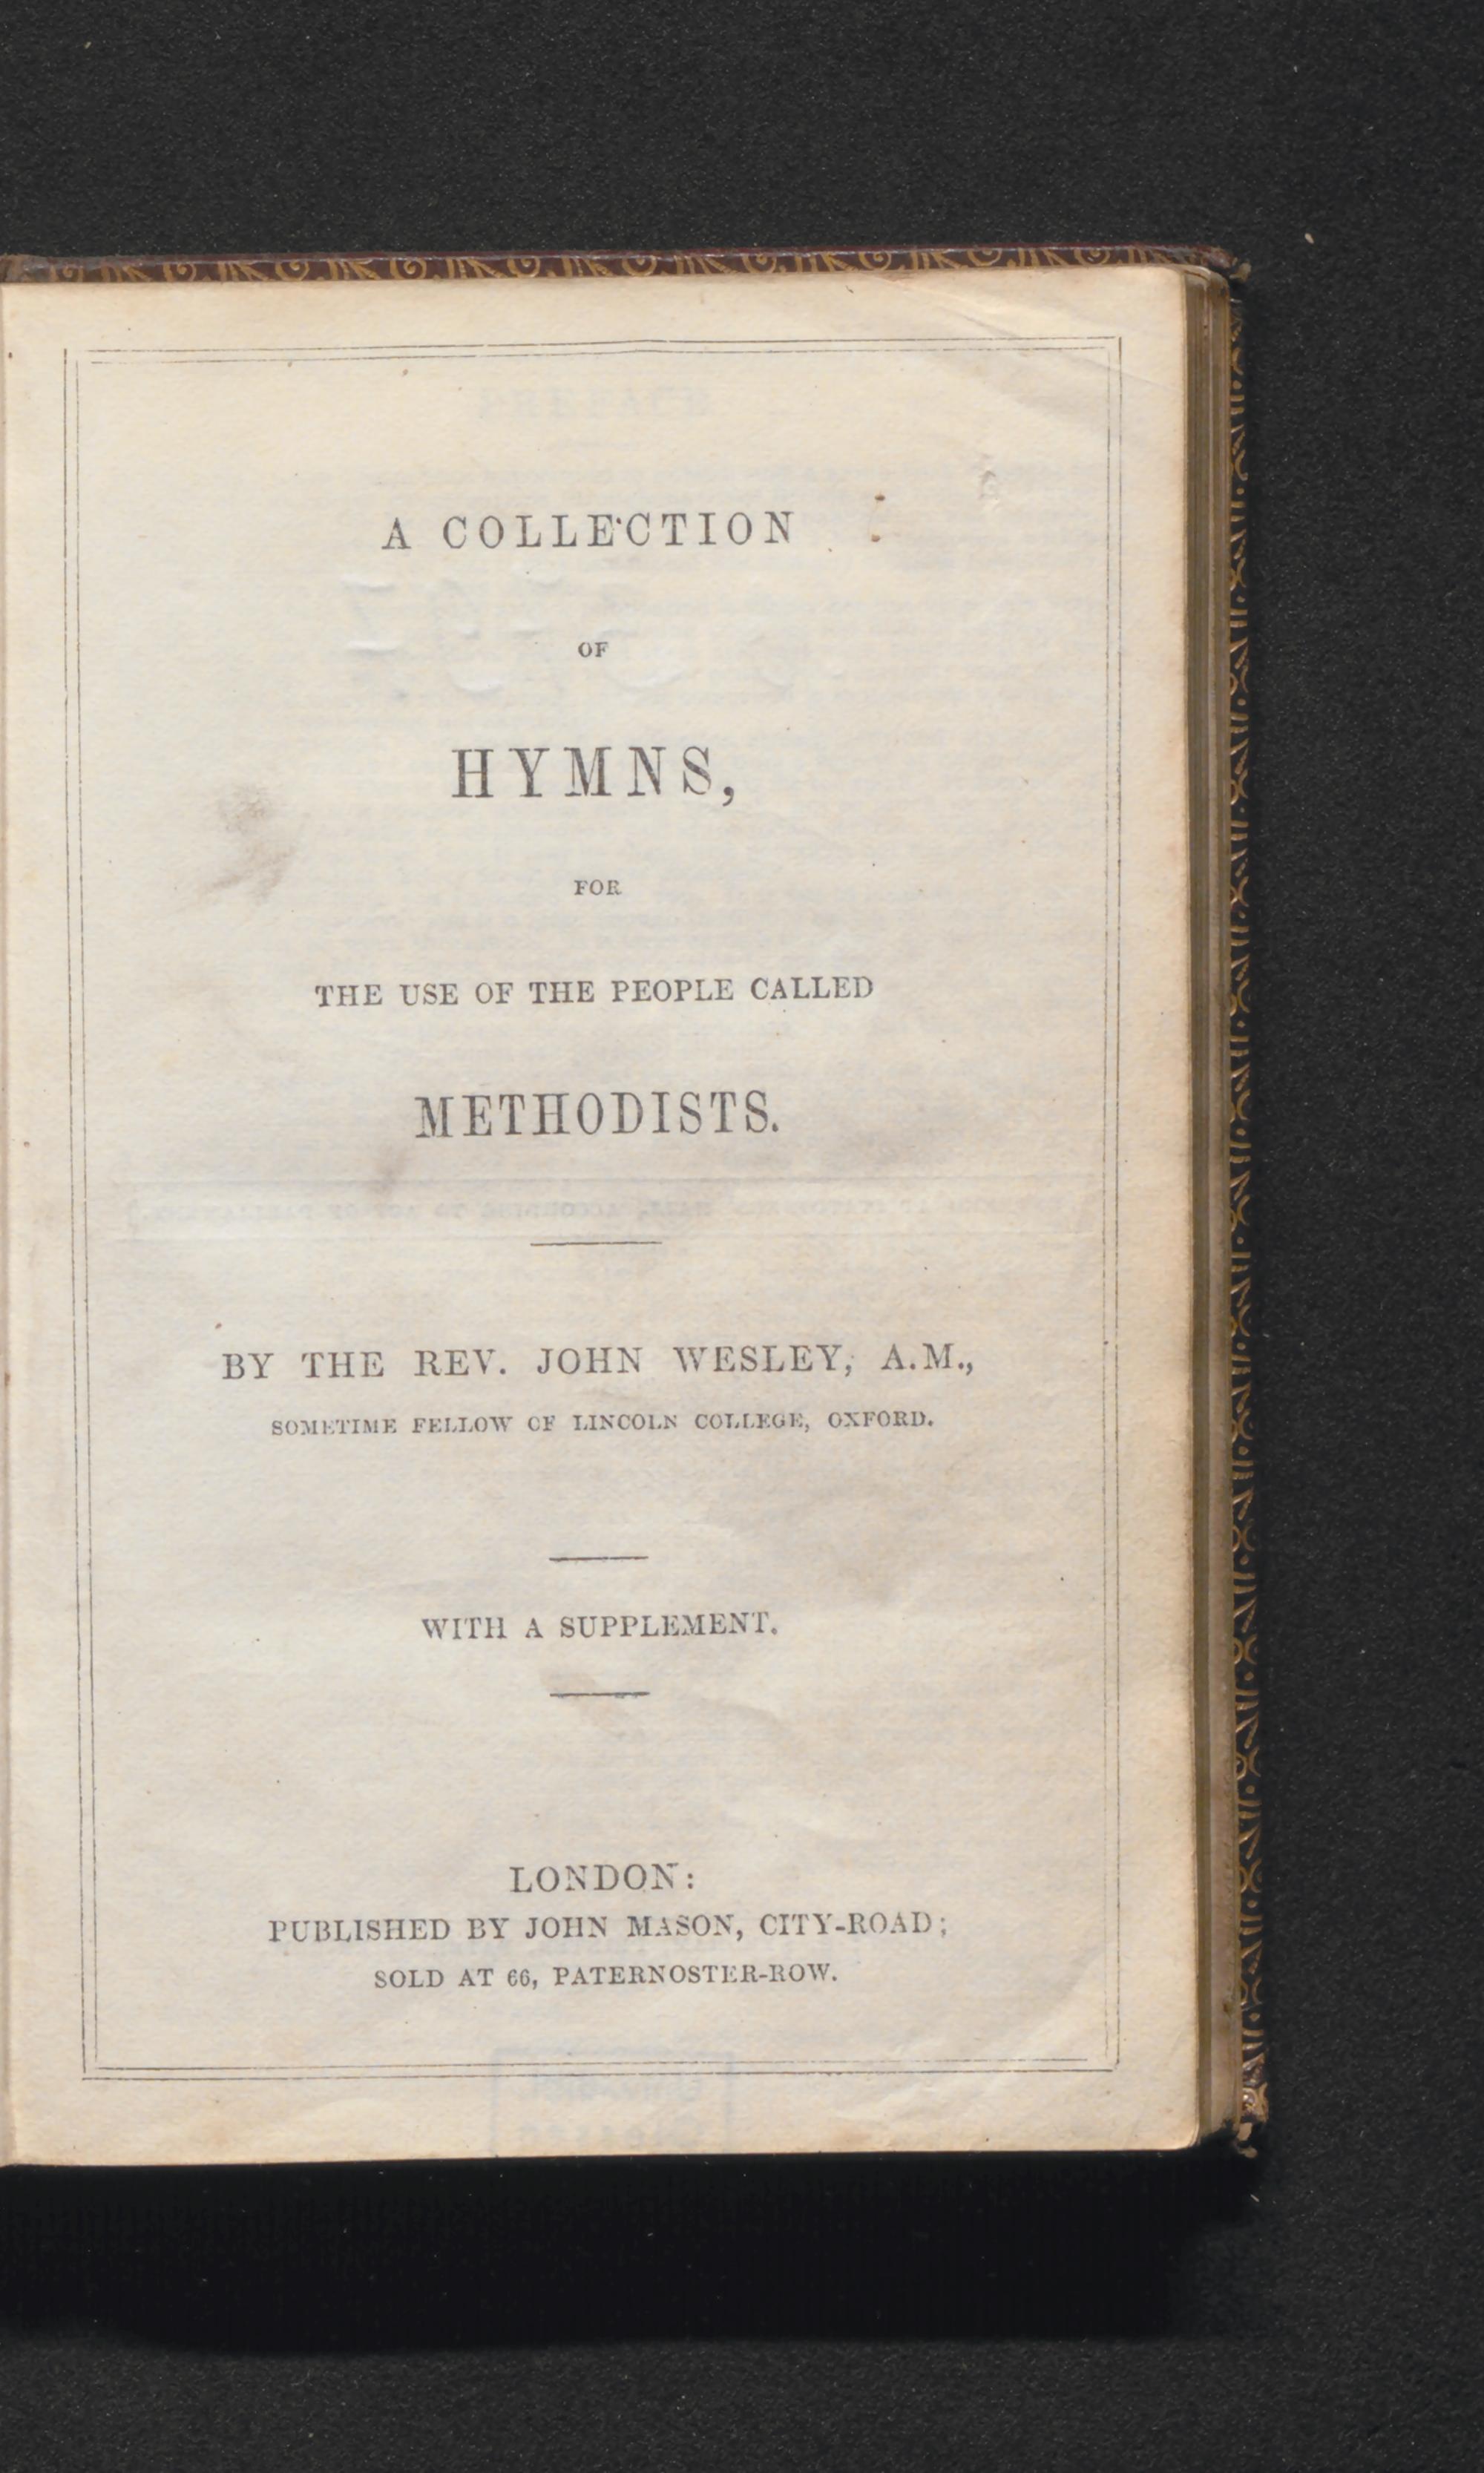 A COLLECTION
OF
HYMNS,
FOR
THE USE OF THE PEOPLE CALLED
METHODISTS.
BY THE REV. JOHN WESLEY, A.M.,
SOMETIME FELLOW OF LINCOLN COLLEGE, OXFORD.
WITH A SUPPLEMENT.
LONDON:
PUBLISHED BY JOHN MASON, CITY-ROAD;
SOLD AT 66, PATERNOSTER-ROW.